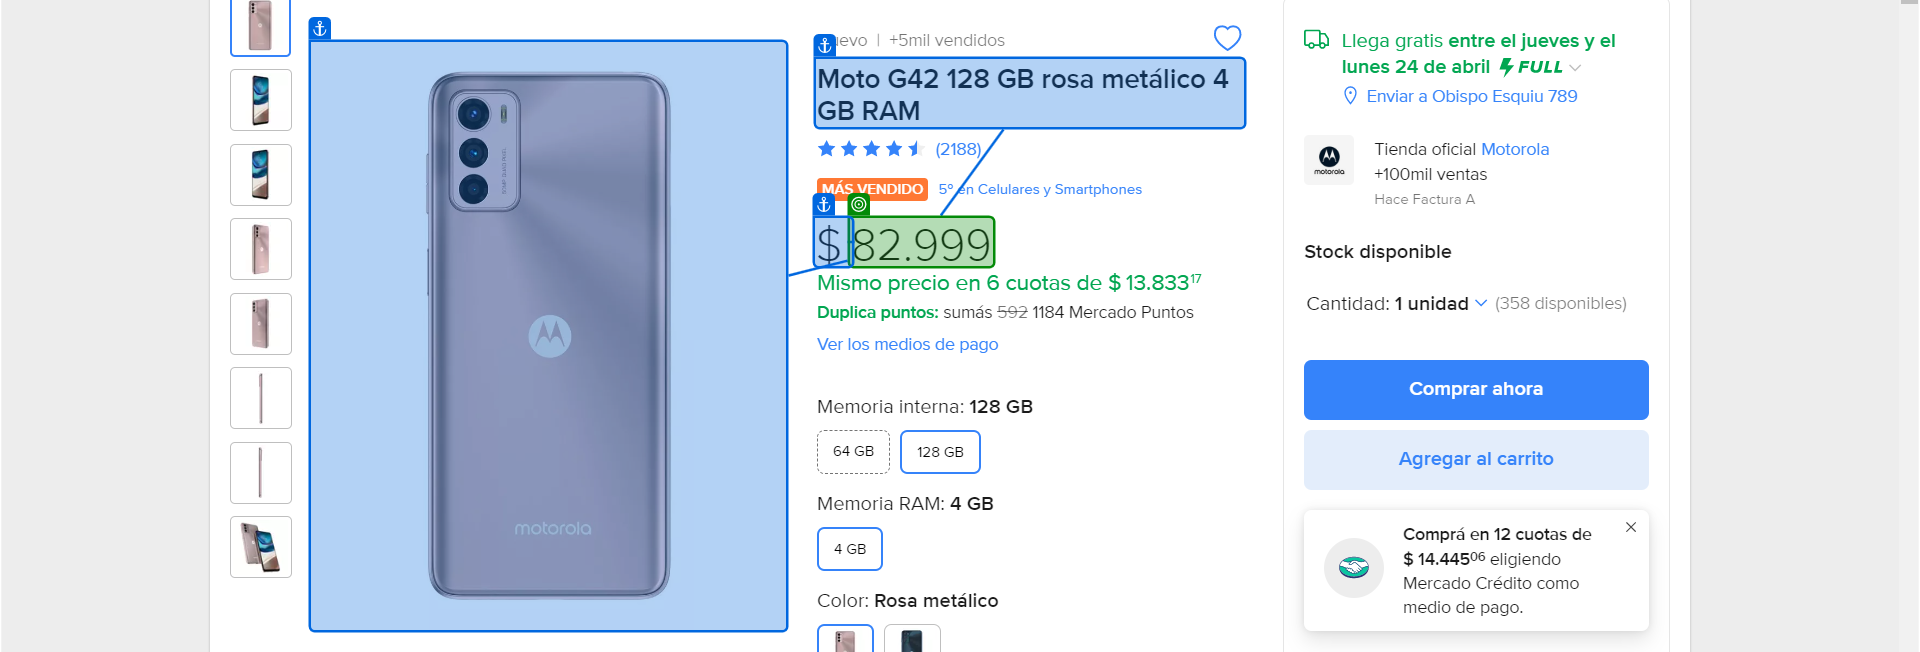 motorola
Nuevo | +5mil vendidos
Moto G42 128 GB rosa metálico 4
GB RAM
(2188)
MÁS VENDIDO 5º en Celulares y Smartphones
$ 82.999
Mismo precio en 6 cuotas de $ 13.833 17
Duplica puntos: sumás 592 1184 Mercado Puntos
Ver los medios de pago
Memoria interna: 128 GB
64 GB
128 GB
Memoria RAM: 4 GB
4 GB
Color: Rosa metálico
Llega gratis entre el jueves y el
lunes 24 de abril FULL
Enviar a Obispo Esquiu 789
motorola
Tienda oficial Motorola
+100mil ventas
Hace Factura A
Stock disponible
Cantidad: 1 unidad (358 disponibles)
Comprar ahora
Agregar al carrito
Comprá en 12 cuotas de
$ 14.445 06 eligiendo
Mercado Crédito como
medio de pago.